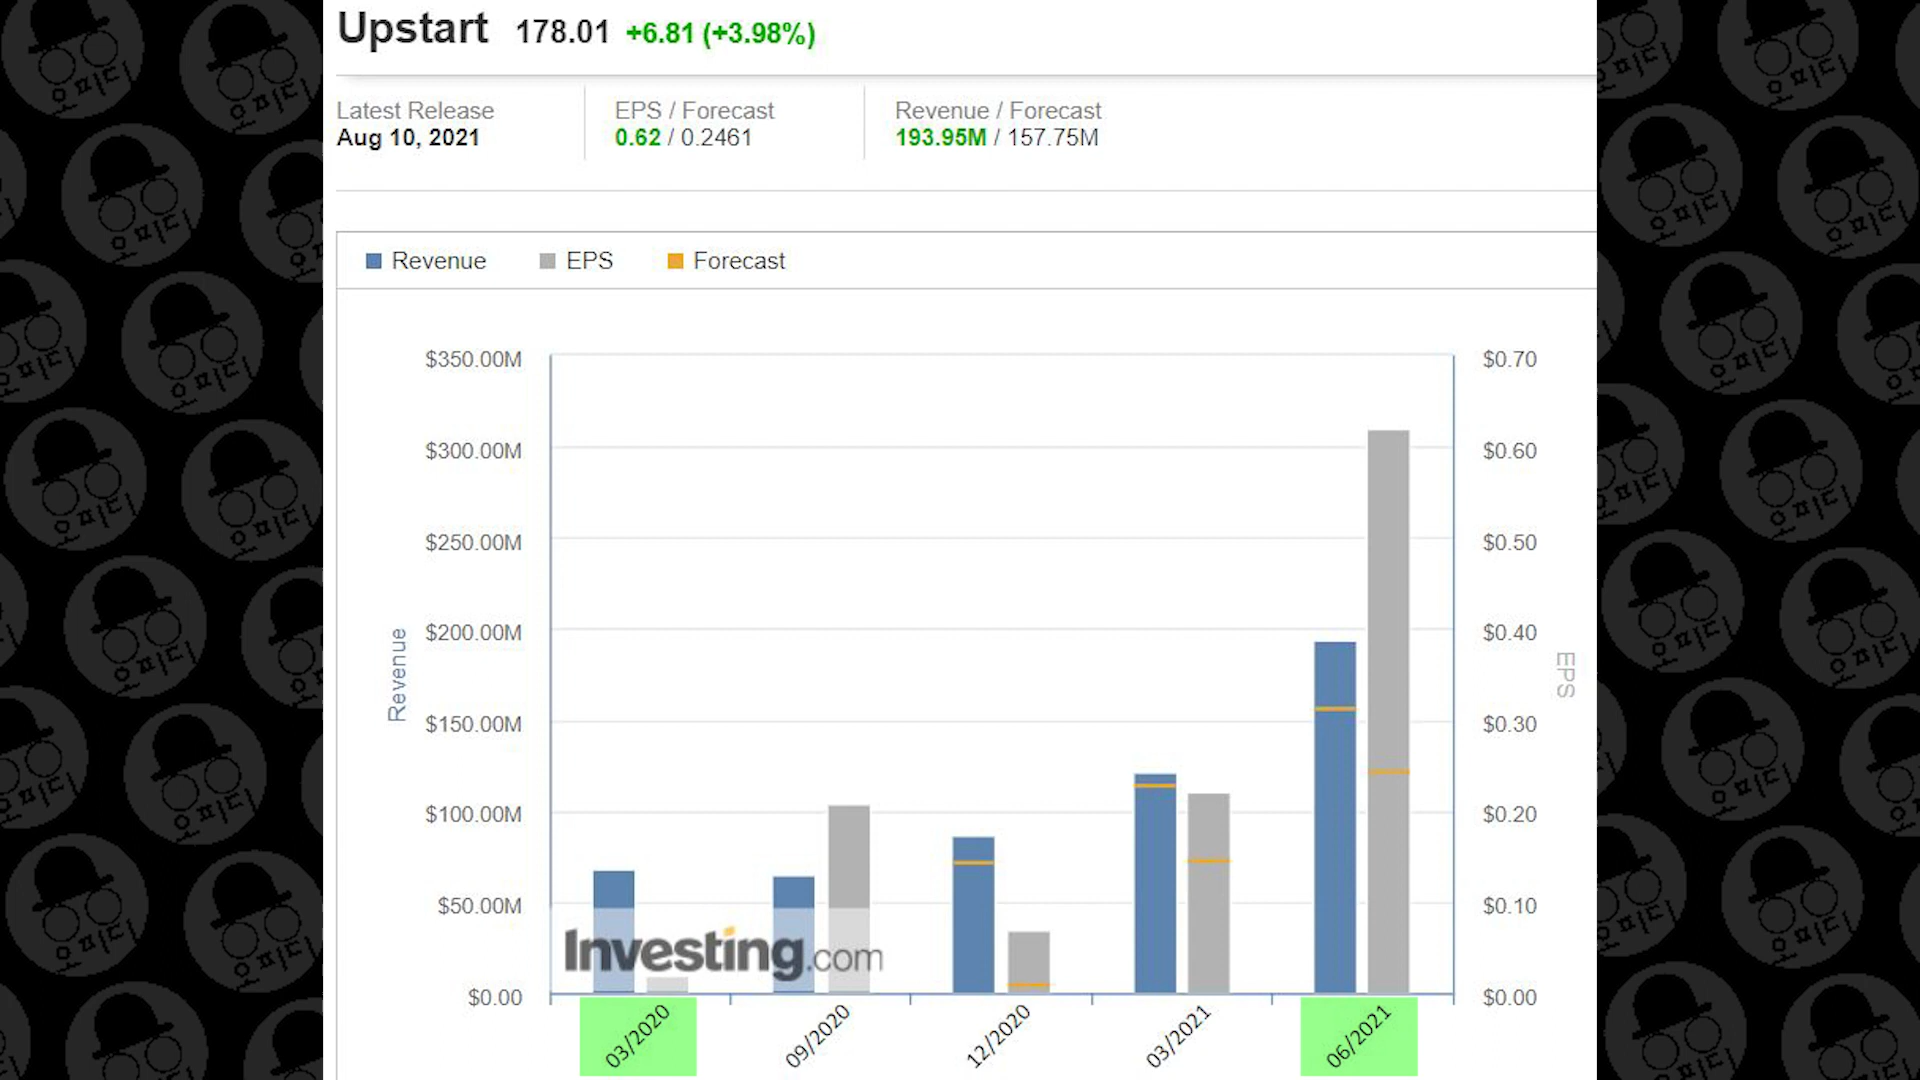 Upstart 178.01 +6.81 (+3.98%)
Latest Release EPS / Forecast Revenue / Forecast
Aug 10, 2021 0.62 / 0.2461 193.95M / 157.75M
Revenue EPS Forecast
$350.00M $0.70
$300.00M $0.60
$250.00M $0.50
$200.00M $0.40
$150.00M $0.30
$100.00M $0.20
$50.00M $0.10
$0.00 $0.00
Revenue
EPS
Investing.com
03/2020 09/2020 12/2020 03/2021 06/2021
오피디